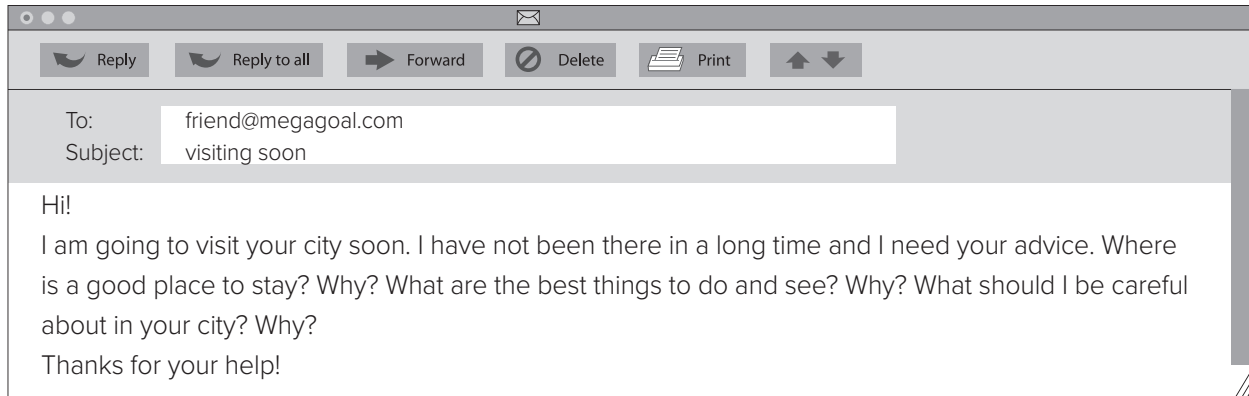 Reply Reply to all Forward Delete Print
To: friend@megagoal.com
Subject: visiting soon
Hi!
I am going to visit your city soon. I have not been there in a long time and I need your advice. Where
is a good place to stay? Why? What are the best things to do and see? Why? What should I be careful
about in your city? Why?
Thanks for your help!